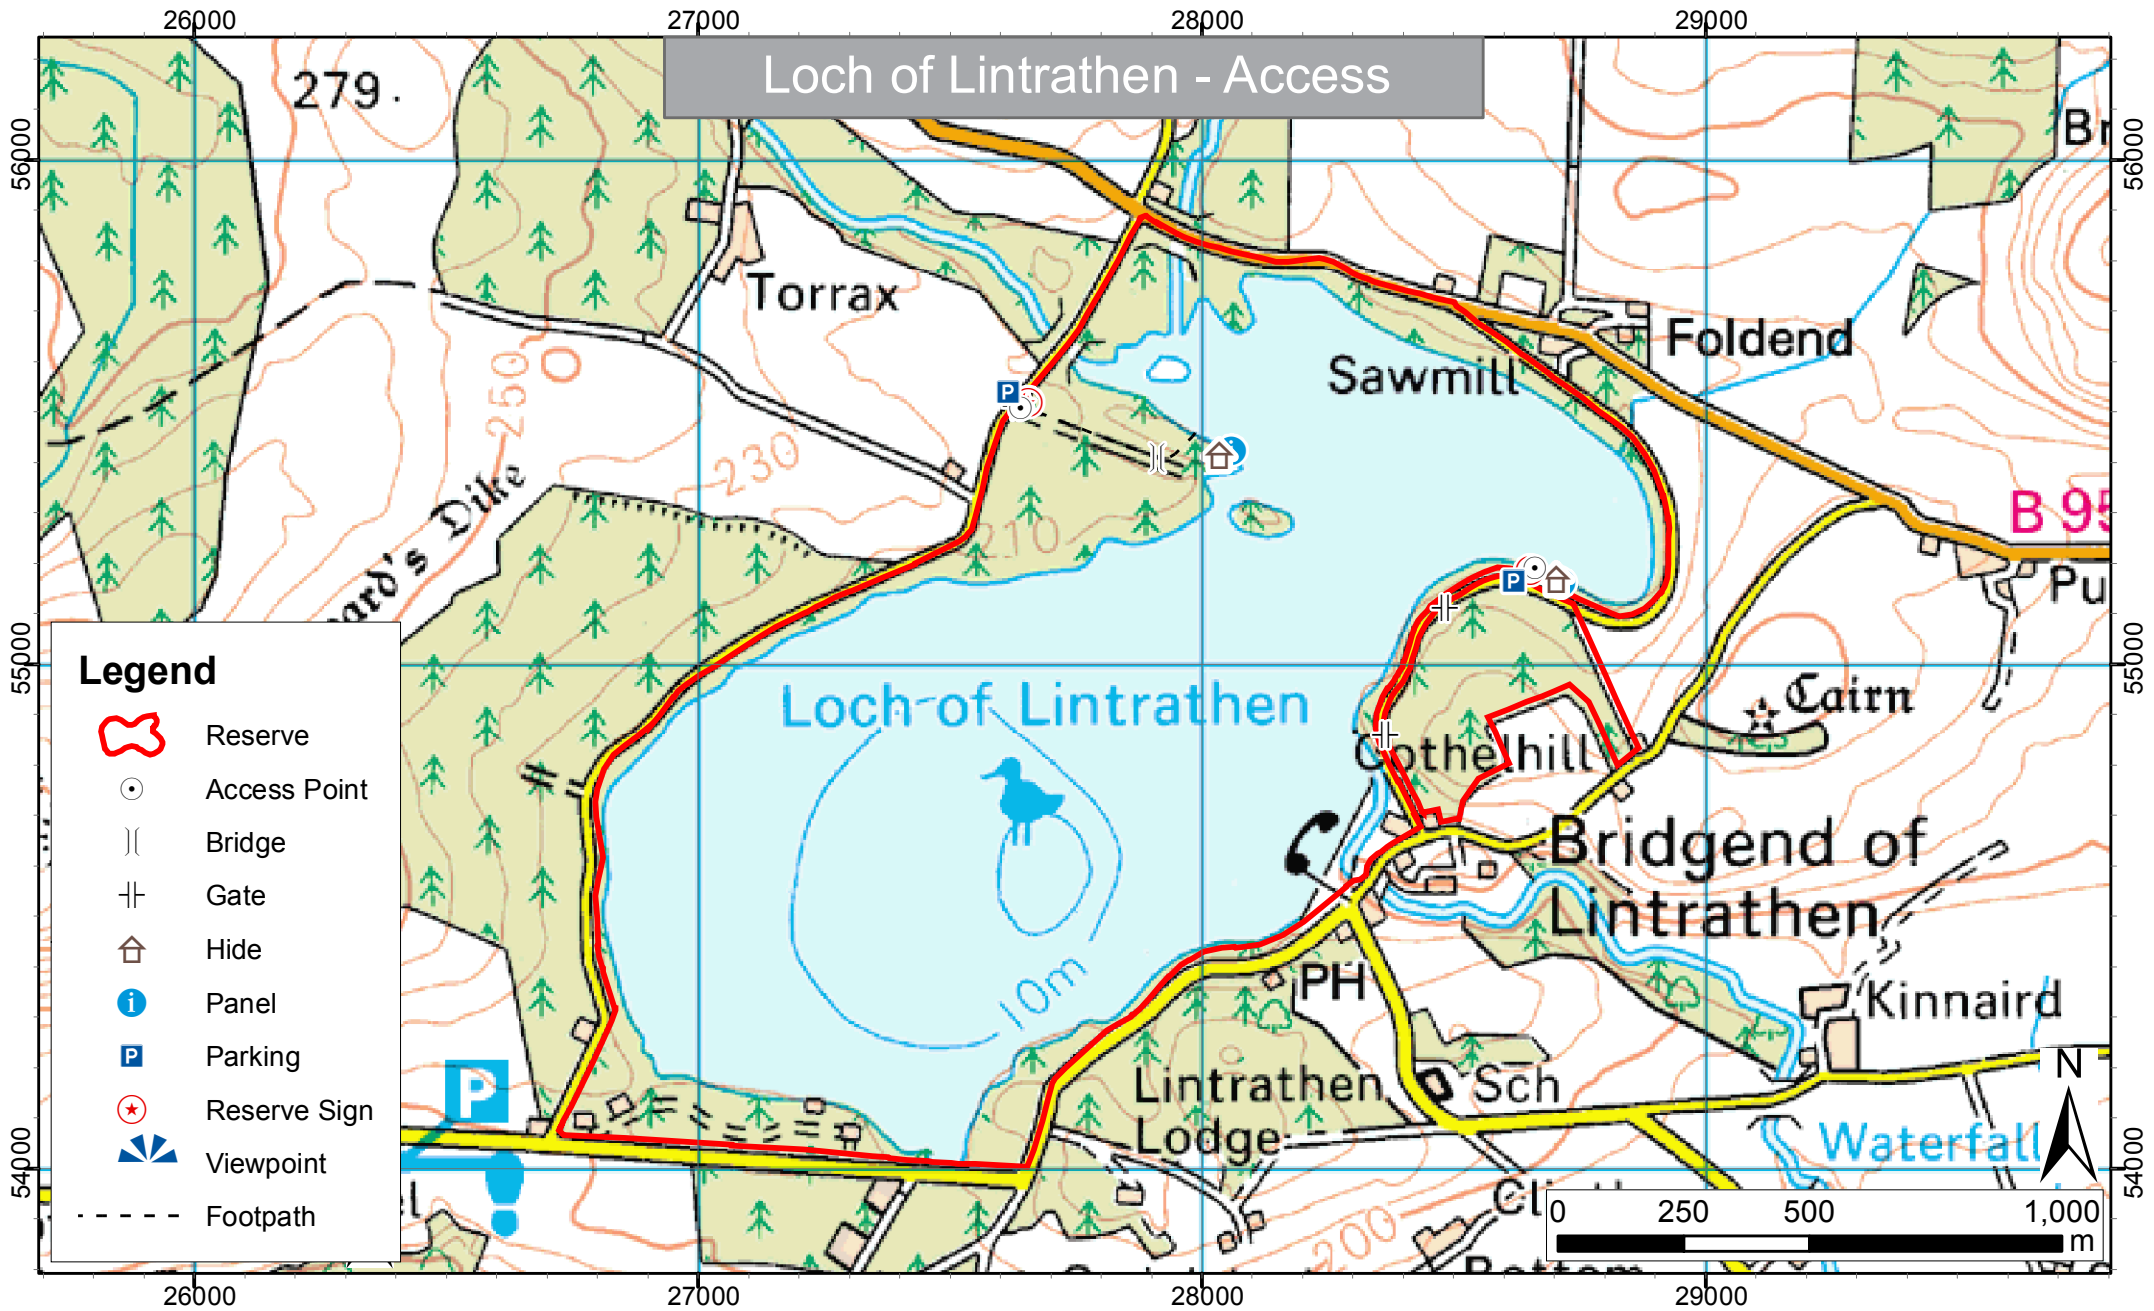 26000 27000 28000 29000
Loch of Lintrathen - Access
279
56000 56000
Br
Torrax
Foldend
Sawmill
250
230
ard's Dike
B 95
210
Pu
55000 55000
Loch of Lintrathen
Cairn
Cothelhill
Bridgend of
Lintrathen
10m
PH
Kinnaird
Lintrathen
Lodge
Sch
P
Waterfall
54000 54000
200
Legend
Reserve
Access Point
Bridge
Gate
Hide
i Panel
P Parking
Reserve Sign
Viewpoint
Footpath
N
0 250 500 1,000
m
26000 27000 28000 29000